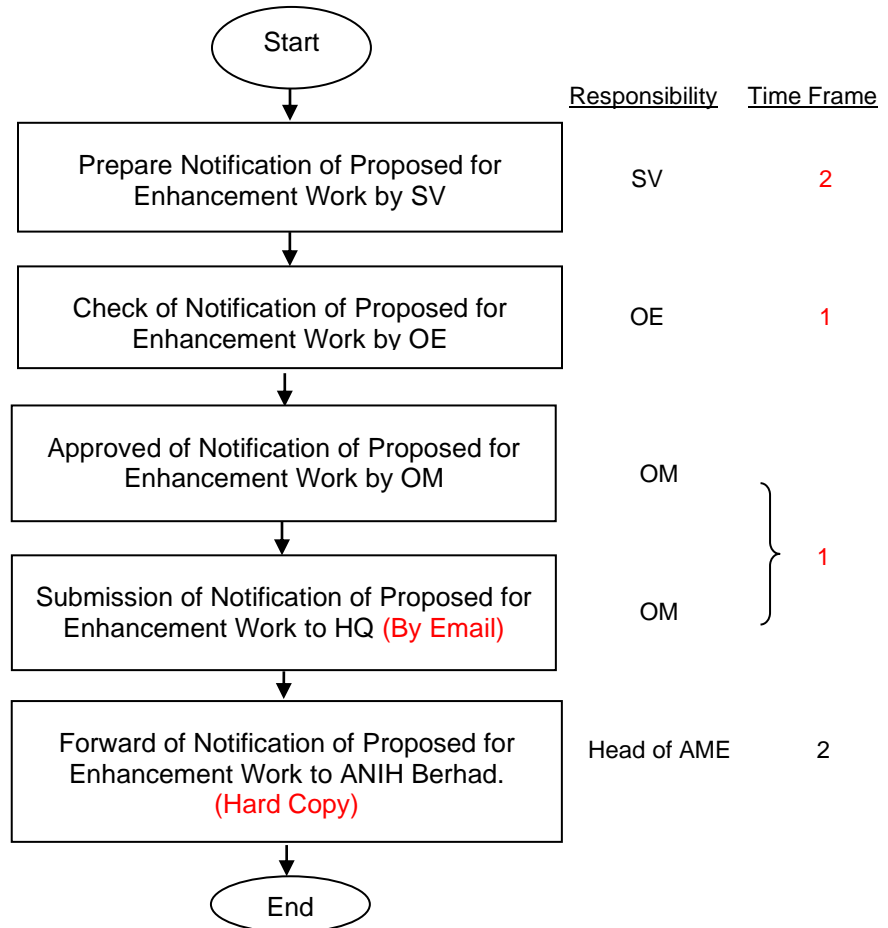 Start
Responsibility Time Frame
Prepare Notification of Proposed for
Enhancement Work by SV
SV
2
Check of Notification of Proposed for
Enhancement Work by OE
OE
1
Approved of Notification of Proposed for
Enhancement Work by OM
OM
1
Submission of Notification of Proposed for
Enhancement Work to HQ (By Email)
OM
Forward of Notification of Proposed for
Enhancement Work to ANIH Berhad.
(Hard Copy)
Head of AME
2
End